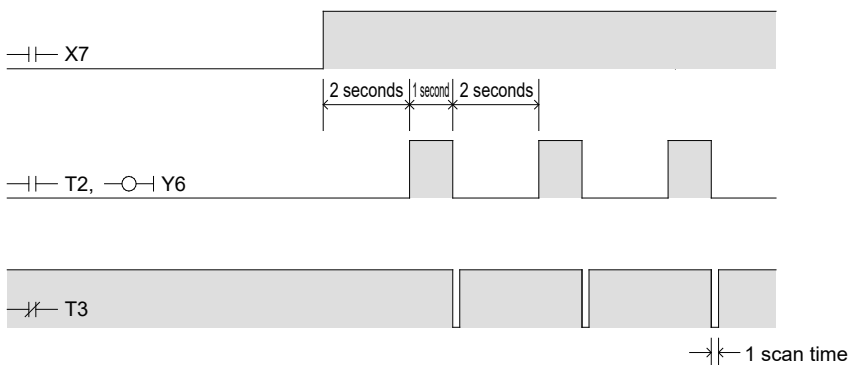 X7
2 seconds 1 second 2 seconds
T2, Y6
T3
1 scan time